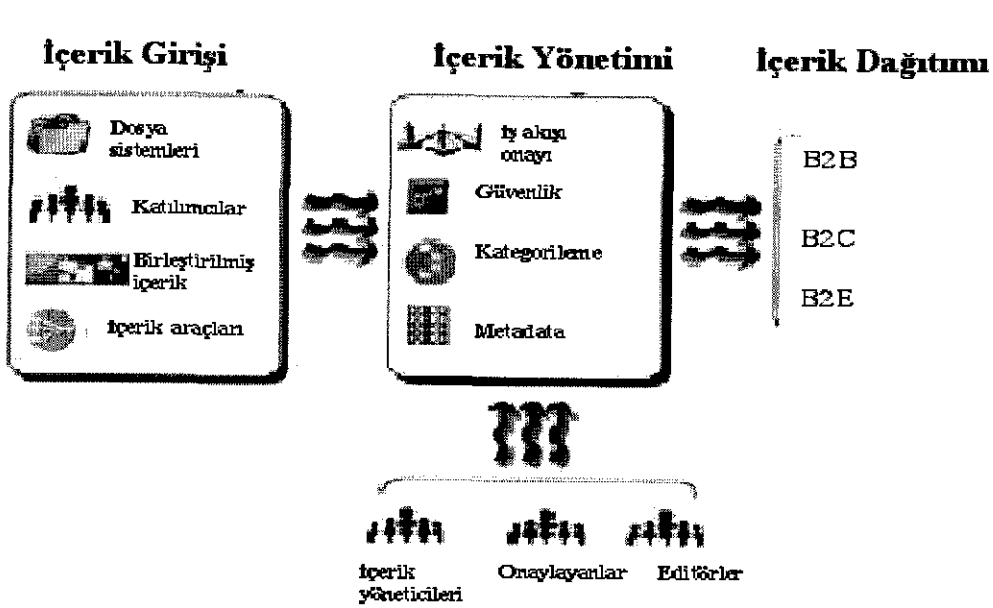 İçerik Girişi
Dosya
sistemleri
Katılımcılar
Birleştirilmiş
içerik
İçerik araçları
İçerik Yönetimi
İş akışı
onayı
Güvenlik
Kategorileme
Metadata
İçerik Dağıtımı
B2B
B2C
B2E
İçerik
yöneticileri
Onaylayanlar
Editörler